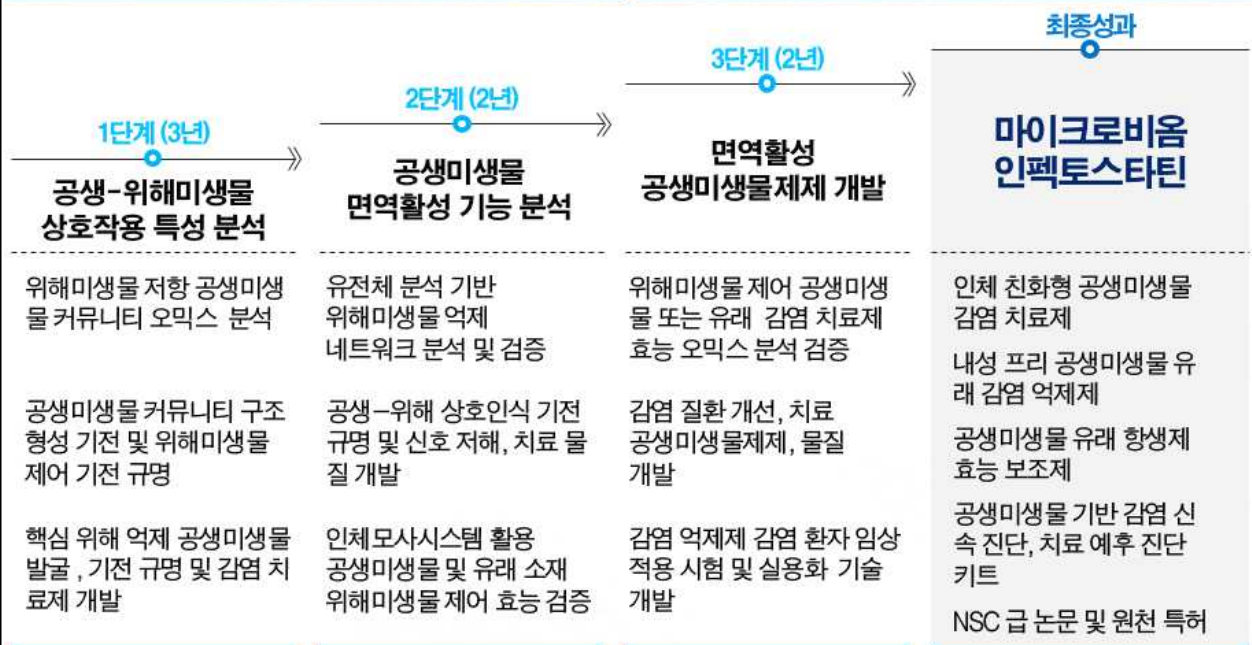 1단계 (3년)
공생-위해미생물
상호작용 특성 분석
위해미생물 저항 공생미생
물 커뮤니티 오믹스 분석
공생미생물 커뮤니티 구조
형성 기전 및 위해미생물
제어 기전 규명
핵심 위해 억제 공생미생물
발굴 , 기전 규명 및 감염 치
료제 개발
2단계 (2년)
공생미생물
면역활성 기능 분석
유전체 분석 기반
위해미생물 억제
네트워크 분석 및 검증
공생-위해 상호인식 기전
규명 및 신호 저해, 치료 물
질 개발
인체모사시스템 활용
공생미생물 및 유래 소재
위해미생물 제어 효능 검증
3단계 (2년)
면역활성
공생미생물제제 개발
위해미생물 제어 공생미생
물 또는 유래 감염 치료제
효능 오믹스 분석 검증
감염 질환 개선, 치료
공생미생물제제, 물질
개발
감염 억제제 감염 환자 임상
적용 시험 및 실용화 기술
개발
최종성과
마이크로비옴
인펙토스타틴
인체 친화형 공생미생물
감염 치료제
내성 프리 공생미생물 유
래 감염 억제제
공생미생물 유래 항생제
효능 보조제
공생미생물 기반 감염 신
속 진단, 치료 예후 진단
키트
NSC 급 논문 및 원천 특허